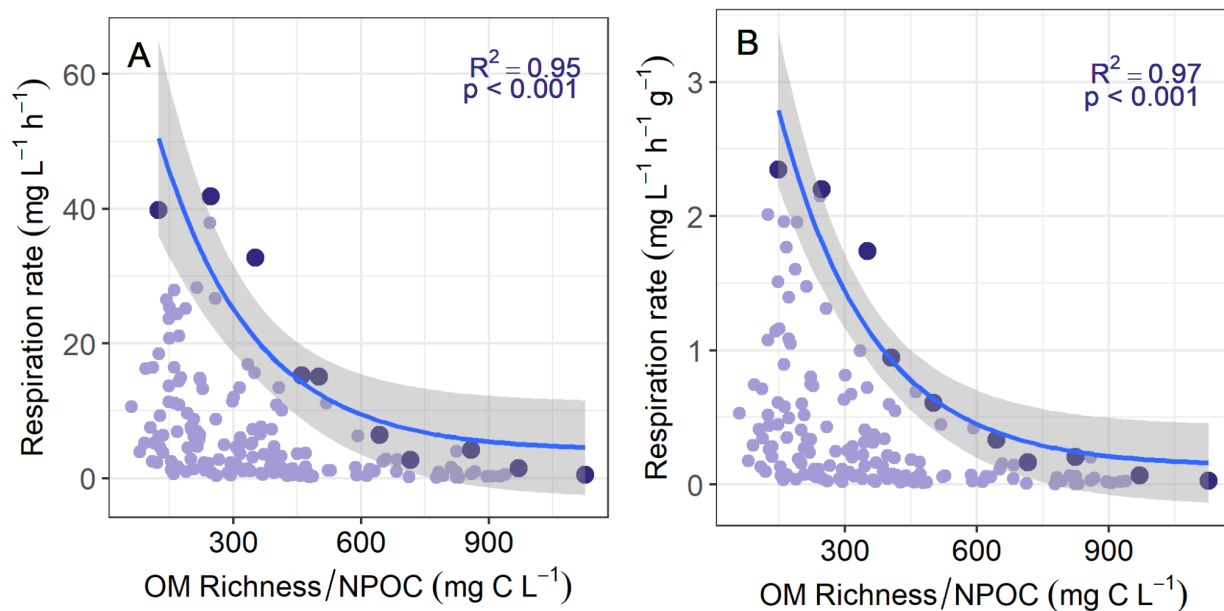 A
R² = 0.95
p < 0.001
60
40
20
0
Respiration rate (mg L⁻¹ h⁻¹)
300
600
900
OM Richness/NPOC (mg C L⁻¹)
B
R² = 0.97
p < 0.001
3
2
1
0
Respiration rate (mg L⁻¹ h⁻¹ g⁻¹)
300
600
900
OM Richness/NPOC (mg C L⁻¹)